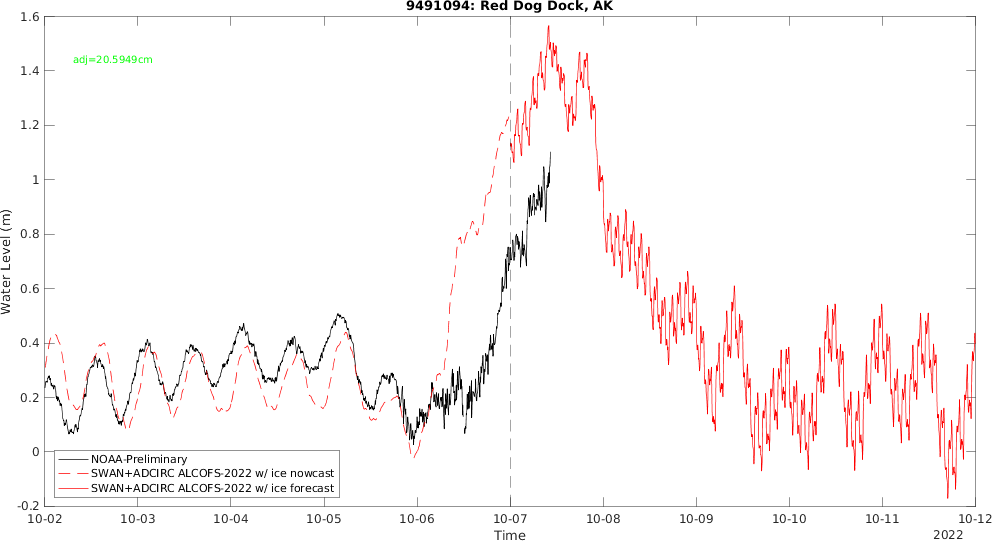 9491094: Red Dog Dock, AK
adj=20.5949cm
Water Level (m)
1.6
1.4
1.2
1
0.8
0.6
0.4
0.2
0
-0.2
NOAA-Preliminary
SWAN+ADCIRC ALCOFS-2022 w/ ice nowcast
SWAN+ADCIRC ALCOFS-2022 w/ ice forecast
10-02 10-03 10-04 10-05 10-06 10-07 10-08 10-09 10-10 10-11 10-12
Time
2022